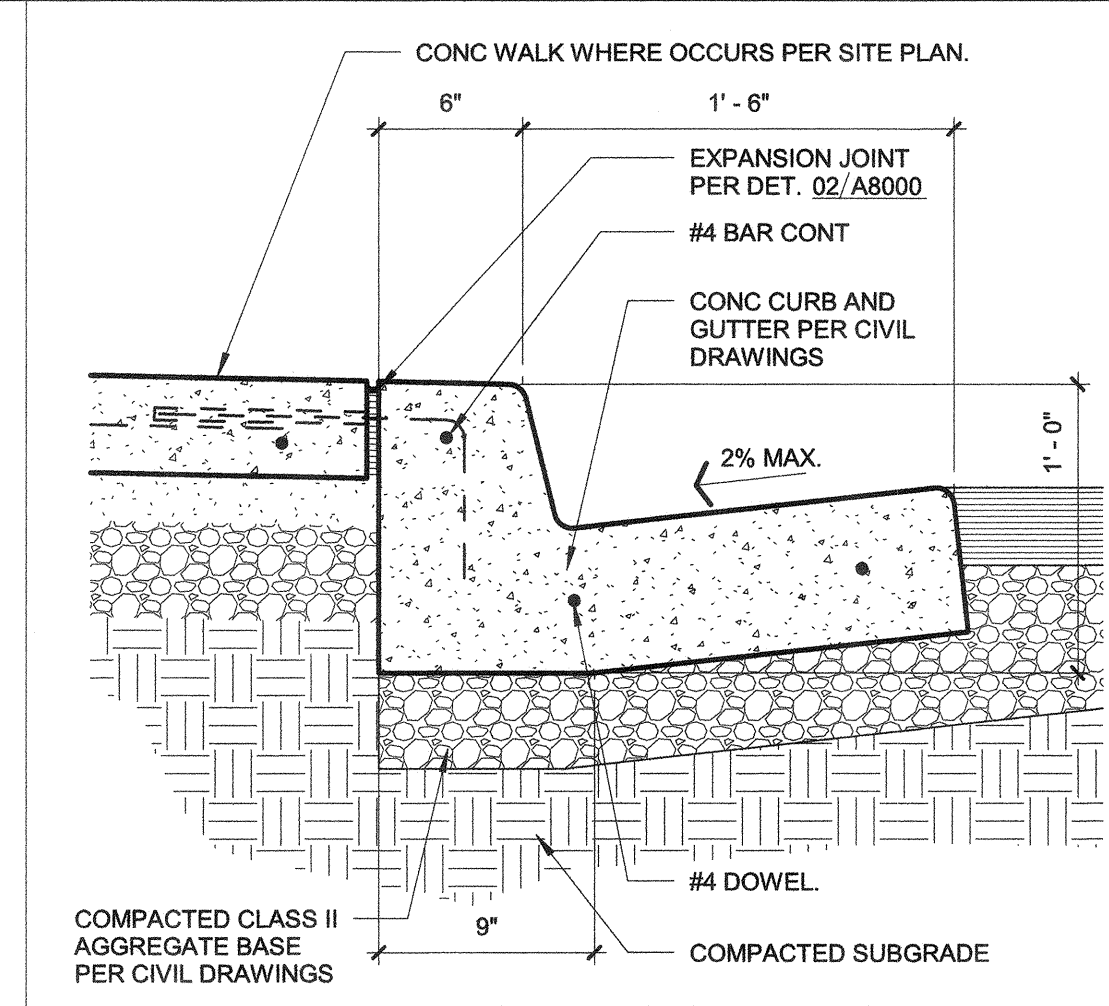 CONC WALK WHERE OCCURS PER SITE PLAN.
6"
1' - 6"
EXPANSION JOINT
PER DET. 02/A8000
#4 BAR CONT
CONC CURB AND
GUTTER PER CIVIL
DRAWINGS
1' - 0"
2% MAX.
#4 DOWEL.
COMPACTED CLASS II
AGGREGATE BASE
PER CIVIL DRAWINGS
9"
COMPACTED SUBGRADE